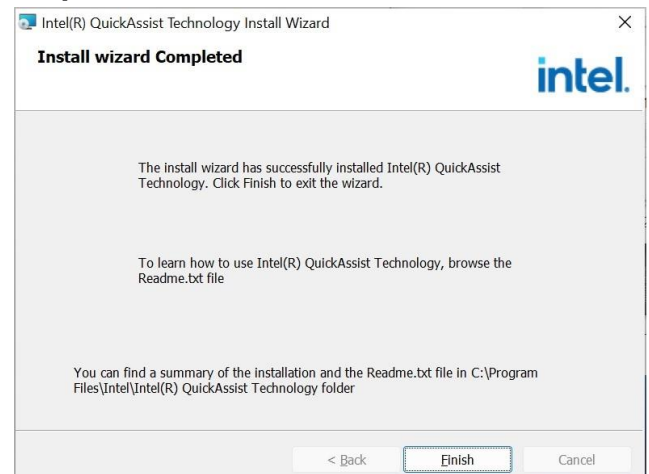 Intel(R) QuickAssist Technology Install Wizard
Install wizard Completed
intel.
The install wizard has successfully installed Intel(R) QuickAssist
Technology. Click Finish to exit the wizard.
To learn how to use Intel(R) QuickAssist Technology, browse the
Readme.txt file
You can find a summary of the installation and the Readme.txt file in C:\Program
Files\Intel\Intel(R) QuickAssist Technology folder
< Back
Finish
Cancel